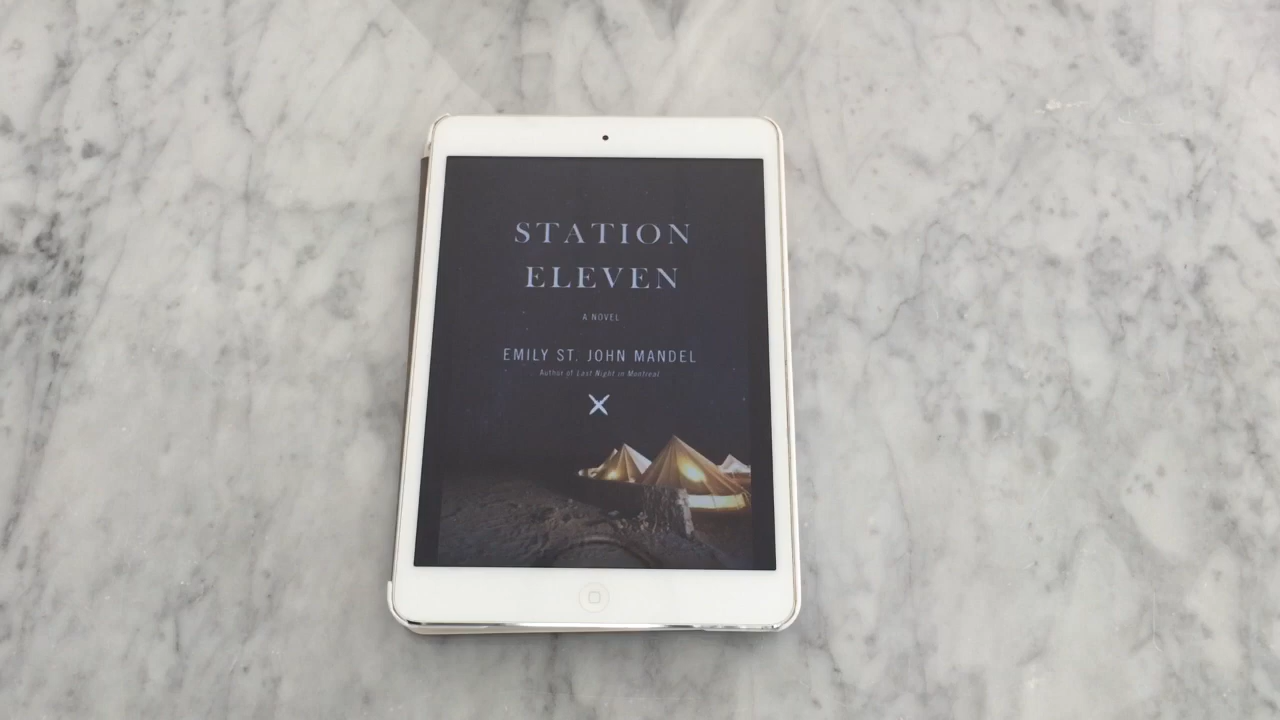 STATION
ELEVEN
A NOVEL
EMILY ST. JOHN MANDEL
Author of Last Night in Montreal